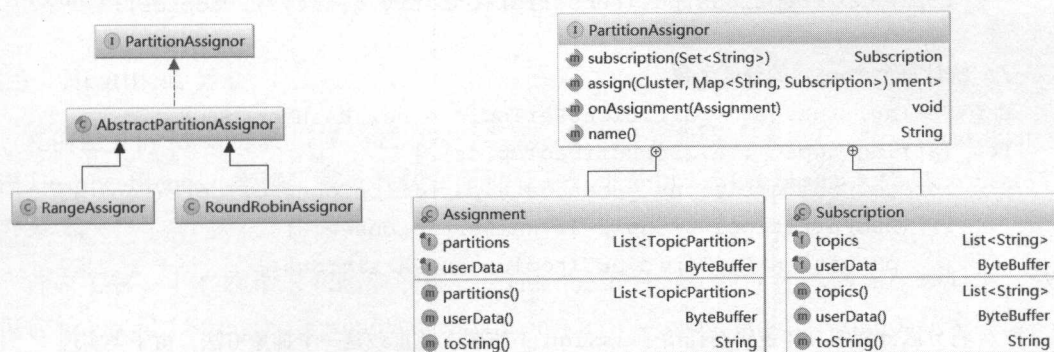 PartitionAssignor
AbstractPartitionAssignor
RangeAssignor
RoundRobinAssignor
PartitionAssignor
subscription(Set<String>) Subscription
assign(Cluster, Map<String, Subscription>) ıment>
onAssignment(Assignment) void
name() String
Assignment
partitions List<TopicPartition>
userData ByteBuffer
partitions() List<TopicPartition>
userData() ByteBuffer
toString() String
Subscription
topics List<String>
userData ByteBuffer
topics() List<String>
userData() ByteBuffer
toString() String